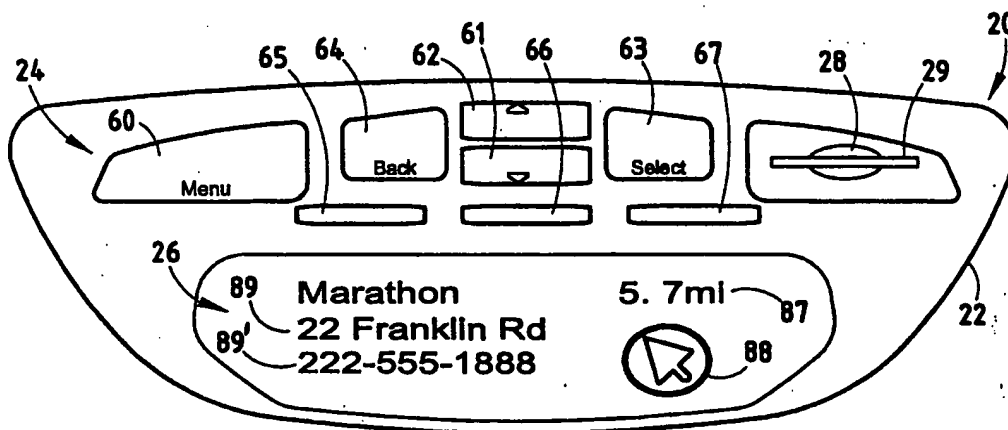 61
20
64 62 66 63 67
65 28 29
24
60
Back Select
Menu
26 89 Marathon 5. 7mi 87 22
22 Franklin Rd
89' 222-555-1888 88